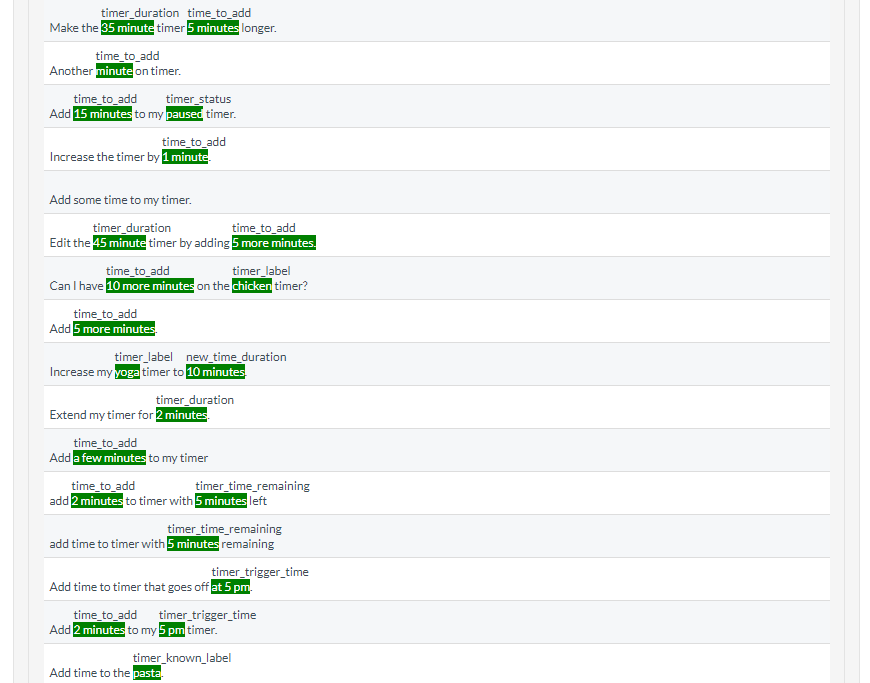 timer_duration time_to_add
Make the 35 minute timer 5 minutes longer.
time_to_add
Another minute on timer.
time_to_add timer_status
Add 15 minutes to my paused timer.
time_to_add
Increase the timer by 1 minute.
Add some time to my timer.
timer_duration time_to_add
Edit the 45 minute timer by adding 5 more minutes.
time_to_add timer_label
Can I have 10 more minutes on the chicken timer?
time_to_add
Add 5 more minutes.
timer_label new_time_duration
Increase my yoga timer to 10 minutes.
timer_duration
Extend my timer for 2 minutes.
time_to_add
Add a few minutes to my timer
time_to_add timer_time_remaining
add 2 minutes to timer with 5 minutes left
timer_time_remaining
add time to timer with 5 minutes remaining
timer_trigger_time
Add time to timer that goes off at 5 pm.
time_to_add timer_trigger_time
Add 2 minutes to my 5 pm timer.
timer_known_label
Add time to the pasta.